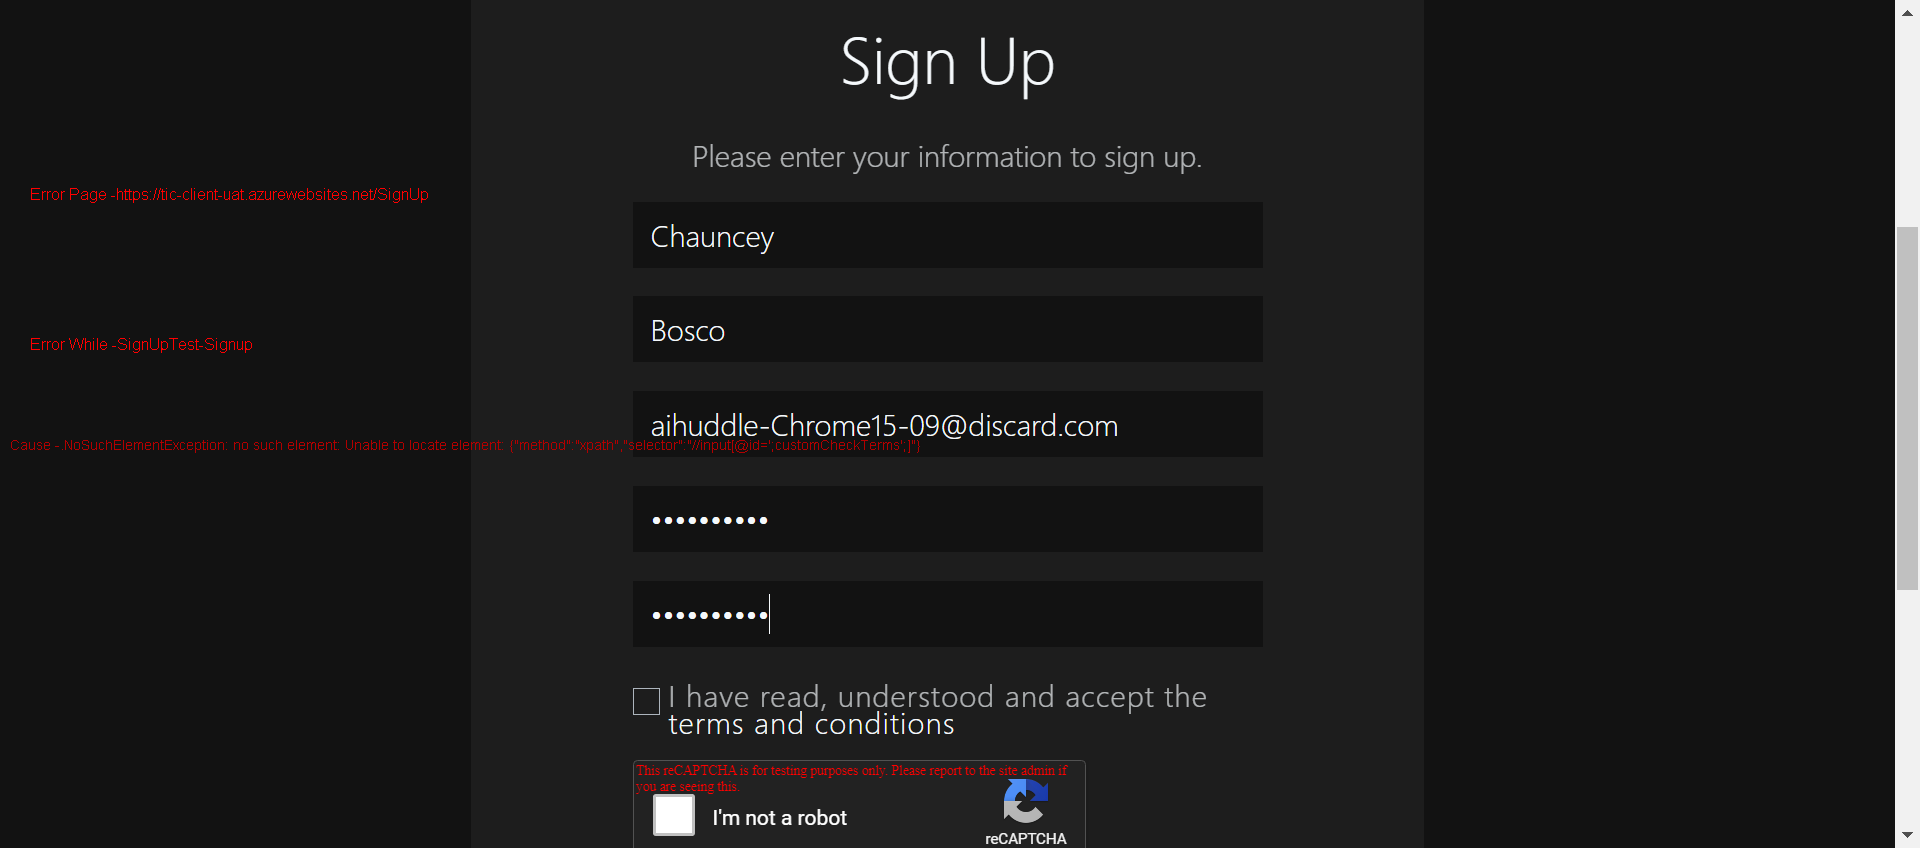 Sign Up
Please enter your information to sign up.
Error Page -https://tic-client-uat.azurewebsites.net/SignUp
Chauncey
Bosco
Error While -SignUpTest-Signup
aihuddle-Chrome15-09@discard.com
Cause - NoSuchElementException: no such element: Unable to locate element: {"method":"xpath","selector":"//input[@id=';customCheckTerms';]"}
••••••••••
••••••••••
I have read, understood and accept the
terms and conditions
This reCAPTCHA is for testing purposes only. Please report to the site admin if
you are seeing this.
I'm not a robot
reCAPTCHA